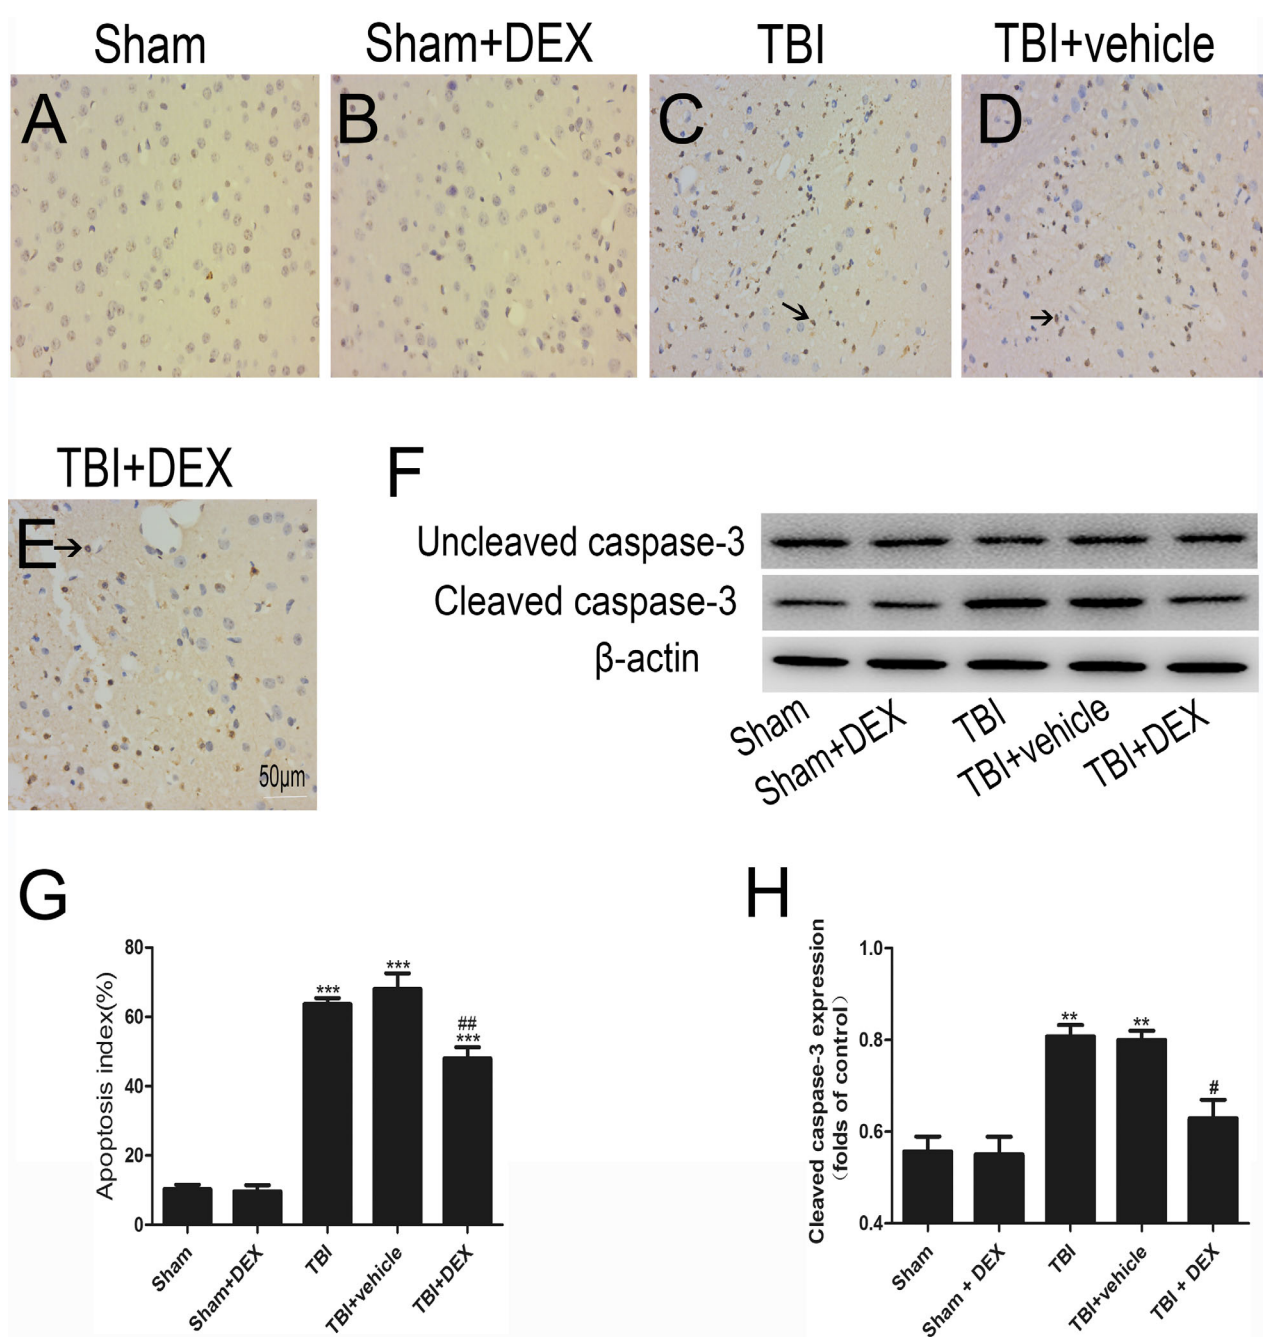 Sham
Sham+DEX
TBI
TBI+vehicle
A
B
C
D
TBI+DEX
E
50μm
F
Uncleaved caspase-3
Cleaved caspase-3
β-actin
Sham
Sham+DEX
TBI
TBI+vehicle
TBI+DEX
G
Apoptosis index(%)
80
60
40
20
0
***
***
##
***
Sham
Sham+DEX
TBI
TBI+vehicle
TBI+DEX
H
Cleaved caspase-3 expression
(folds of control)
1.0
0.8
0.6
0.4
**
**
#
Sham
Sham + DEX
TBI
TBI+vehicle
TBI + DEX